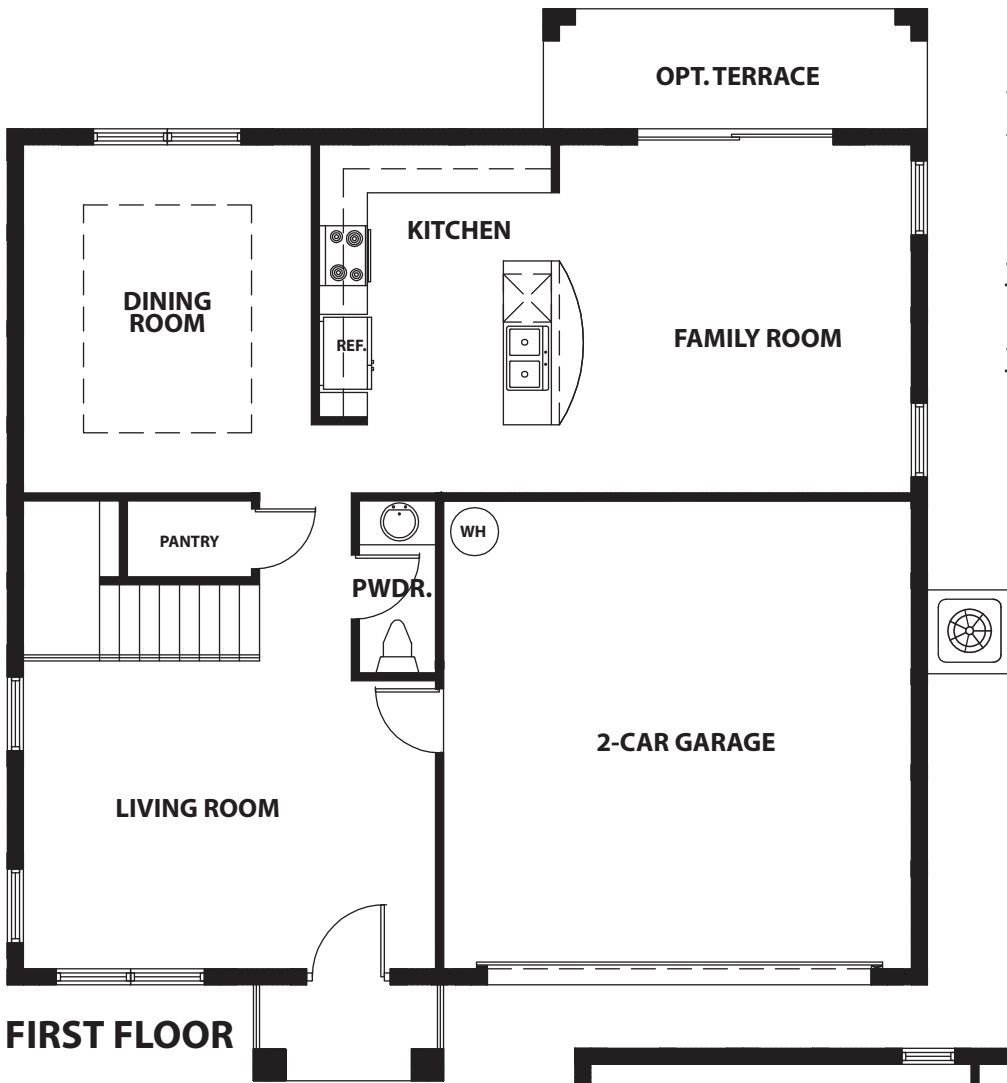 OPT. TERRACE
KITCHEN
DINING
ROOM
REF.
FAMILY ROOM
PANTRY
WH
PWDR.
2-CAR GARAGE
LIVING ROOM
FIRST FLOOR